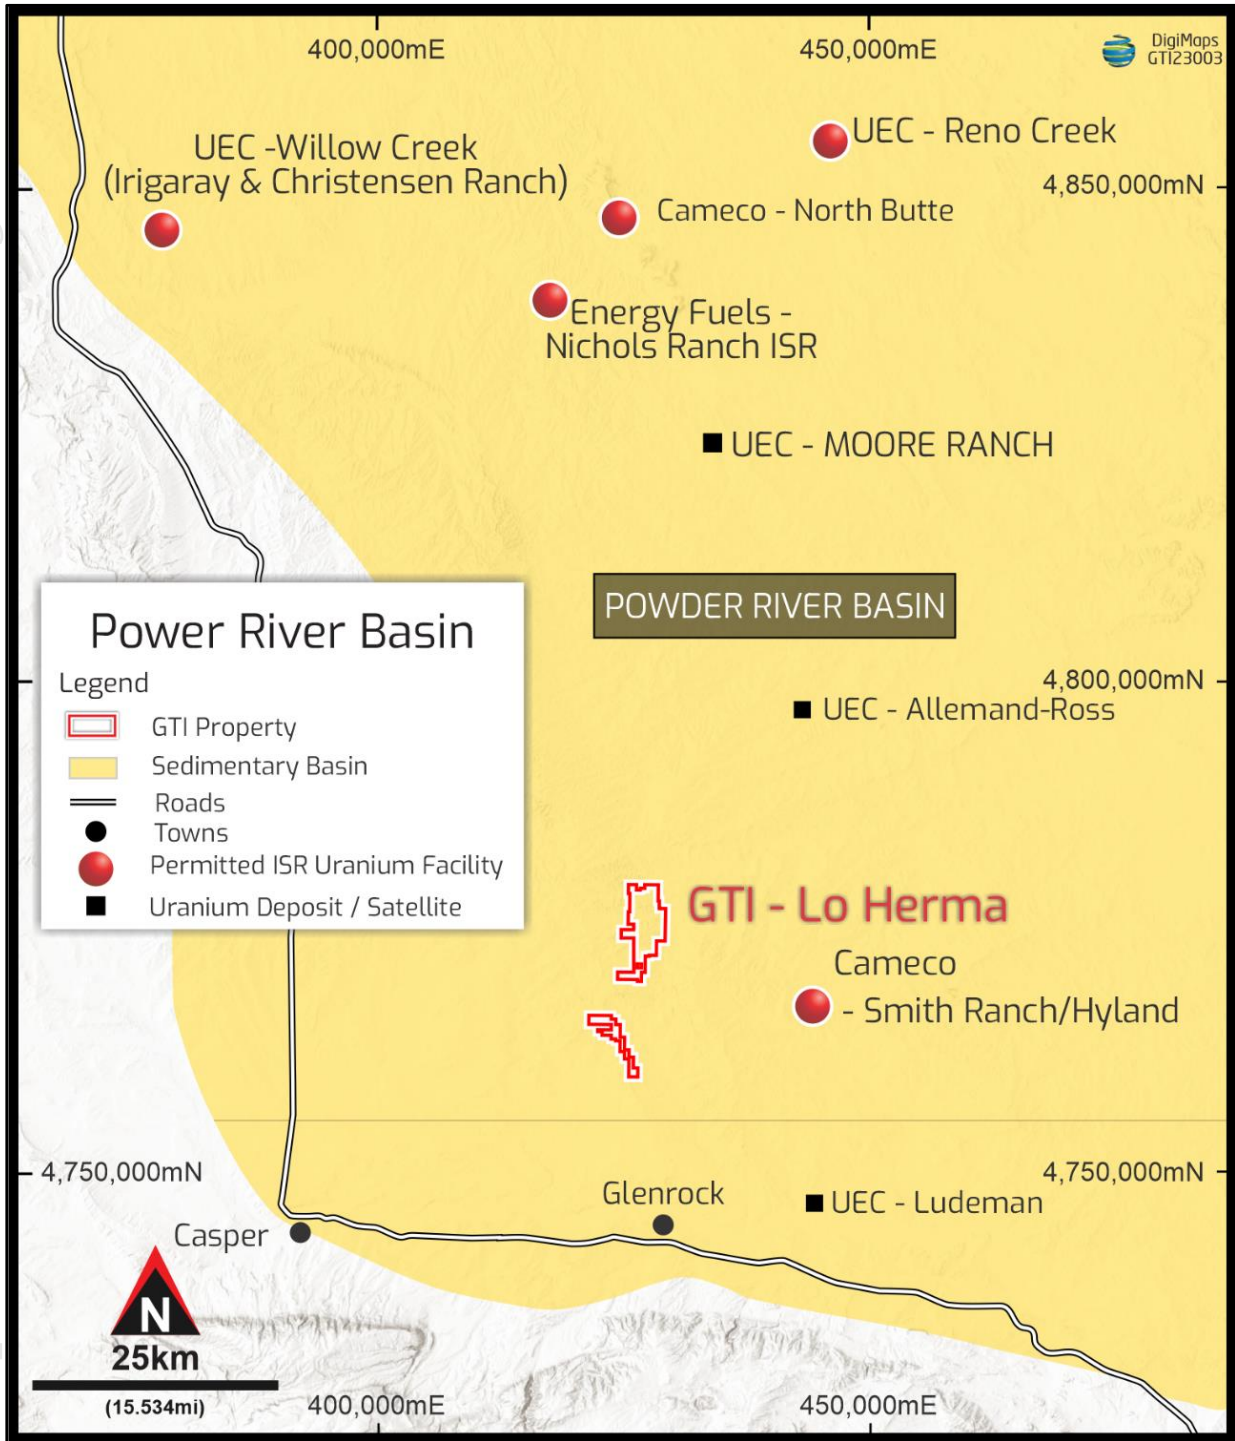 400,000mE
450,000mE
DigiMaps
GTI23003
UEC - Reno Creek
UEC -Willow Creek
(Irigaray & Christensen Ranch)
4,850,000mN
Cameco - North Butte
Energy Fuels -
Nichols Ranch ISR
UEC - MOORE RANCH
POWDER RIVER BASIN
Power River Basin
Legend
GTI Property
Sedimentary Basin
Roads
Towns
Permitted ISR Uranium Facility
Uranium Deposit / Satellite
4,800,000mN
UEC - Allemand-Ross
GTI - Lo Herma
Cameco
- Smith Ranch/Hyland
4,750,000mN
4,750,000mN
Glenrock
UEC - Ludeman
Casper
N
25km
(15.534mi)
400,000mE
450,000mE